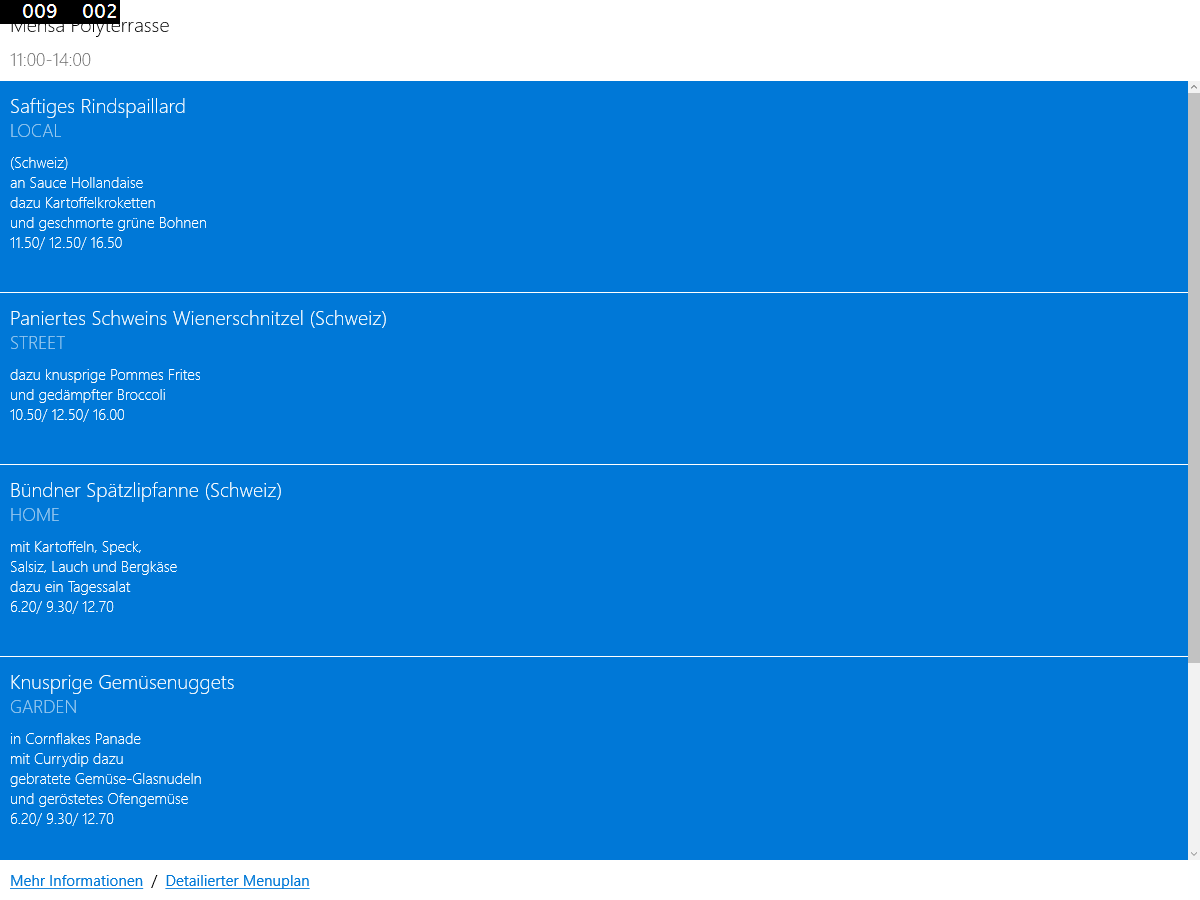 009 002
Mensa Polyterrasse
11:00-14:00
Saftiges Rindspaillard
LOCAL
(Schweiz)
an Sauce Hollandaise
dazu Kartoffelkroketten
und geschmorte grüne Bohnen
11.50/ 12.50/ 16.50
Paniertes Schweins Wienerschnitzel (Schweiz)
STREET
dazu knusprige Pommes Frites
und gedämpfter Broccoli
10.50/ 12.50/ 16.00
Bündner Spätzlipfanne (Schweiz)
HOME
mit Kartoffeln, Speck,
Salsiz, Lauch und Bergkäse
dazu ein Tagessalat
6.20/ 9.30/ 12.70
Knusprige Gemüsenuggets
GARDEN
in Cornflakes Panade
mit Currydip dazu
gebratete Gemüse-Glasnudeln
und geröstetes Ofengemüse
6.20/ 9.30/ 12.70
Mehr Informationen / Detailierter Menuplan